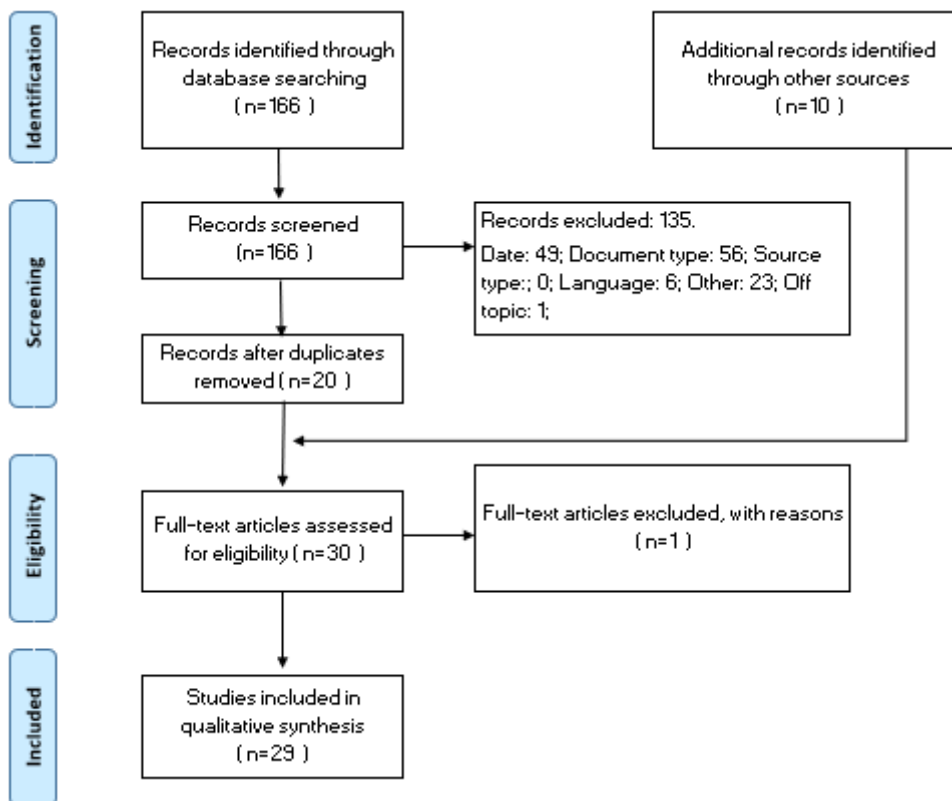 Identification
Records identified through
database searching
( n=166 )
Additional records identified
through other sources
( n=10 )
Screening
Records screened
(n=166 )
Records excluded: 135.
Date: 49; Document type: 56; Source
type:; 0; Language: 6; Other: 23; Off
topic: 1;
Records after duplicates
removed ( n=20 )
Eligibility
Full-text articles assessed
for eligibility ( n=30 )
Full-text articles excluded, with reasons
( n=1 )
Included
Studies included in
qualitative synthesis
( n=29 )